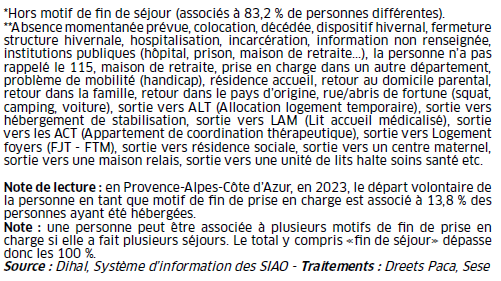 *Hors motif de fin de séjour (associés à 83,2 % de personnes différentes).
**Absence momentanée prévue, colocation, décédée, dispositif hivernal, fermeture
structure hivernale, hospitalisation, incarcération, information non renseignée,
institutions publiques (hôpital, prison, maison de retraite...), la personne n'a pas
rappelé le 115, maison de retraite, prise en charge dans un autre département,
problème de mobilité (handicap), résidence accueil, retour au domicile parental,
retour dans la famille, retour dans le pays d'origine, rue/abris de fortune (squat,
camping, voiture), sortie vers ALT (Allocation logement temporaire), sortie vers
hébergement de stabilisation, sortie vers LAM (Lit accueil médicalisé), sortie
vers les ACT (Appartement de coordination thérapeutique), sortie vers Logement
foyers (FJT - FTM), sortie vers résidence sociale, sortie vers un centre maternel,
sortie vers une maison relais, sortie vers une unité de lits halte soins santé etc.
Note de lecture : en Provence-Alpes-Côte d'Azur, en 2023, le départ volontaire de
la personne en tant que motif de fin de prise en charge est associé à 13,8 % des
personnes ayant été hébergées.
Note : une personne peut être associée à plusieurs motifs de fin de prise en
charge si elle a fait plusieurs séjours. Le total y compris «fin de séjour» dépasse
donc les 100 %.
Source : Dihal, Système d'information des SIAO - Traitements : Dreets Paca, Sese